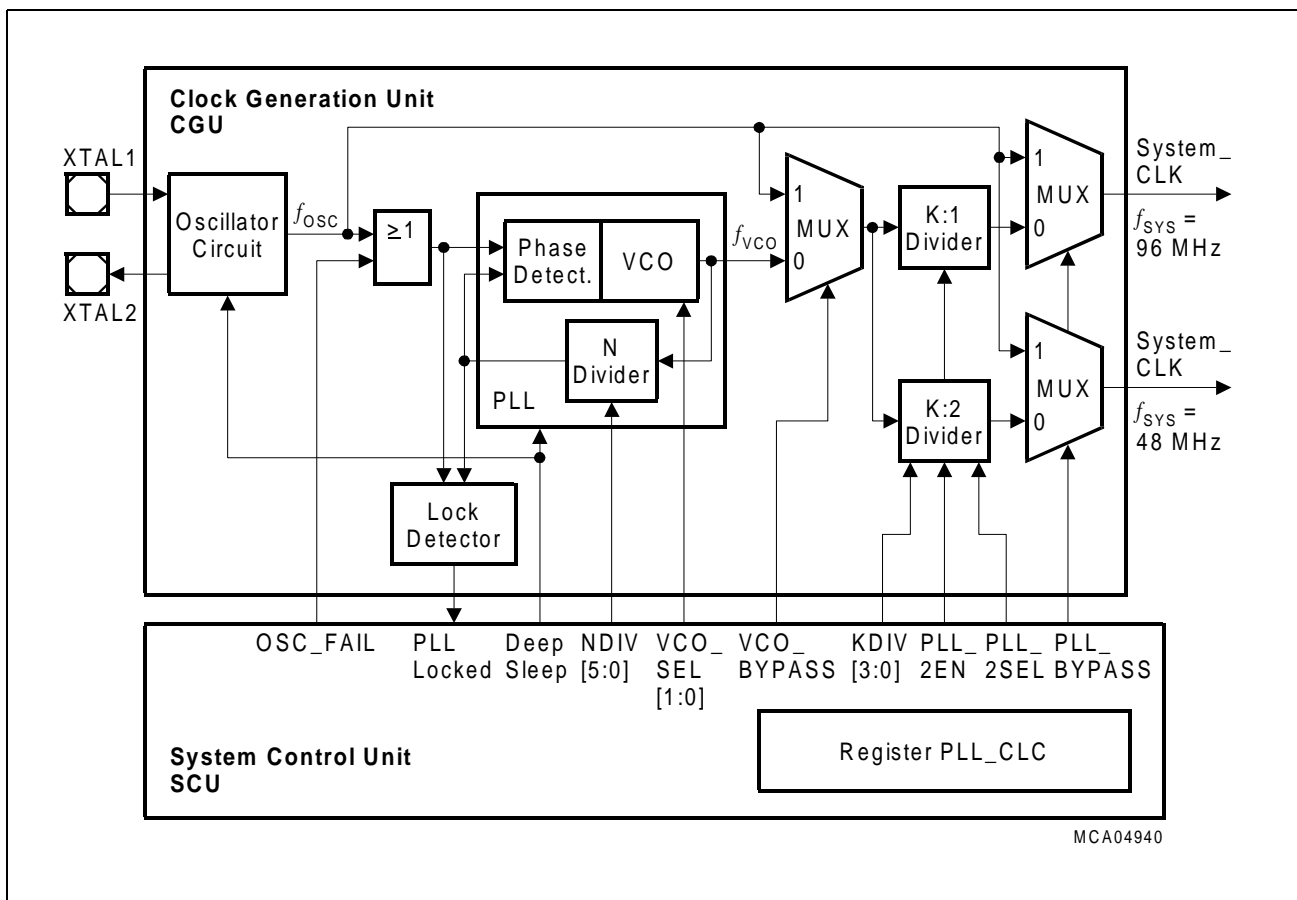 Clock Generation Unit
CGU
XTAL1
XTAL2
Oscillator
Circuit
fOSC
≥1
Phase
Detect.
VCO
N
Divider
PLL
fVCO
1
MUX
0
K:1
Divider
K:2
Divider
1
MUX
0
System_
CLK
fSYS =
96 MHz
1
MUX
0
System_
CLK
fSYS =
48 MHz
Lock
Detector
OSC_FAIL
PLL
Locked
Deep
Sleep
NDIV
[5:0]
VCO_
SEL
[1:0]
VCO_
BYPASS
KDIV
[3:0]
PLL_
2EN
PLL_
2SEL
PLL_
BYPASS
Register PLL_CLC
System Control Unit
SCU
MCA04940